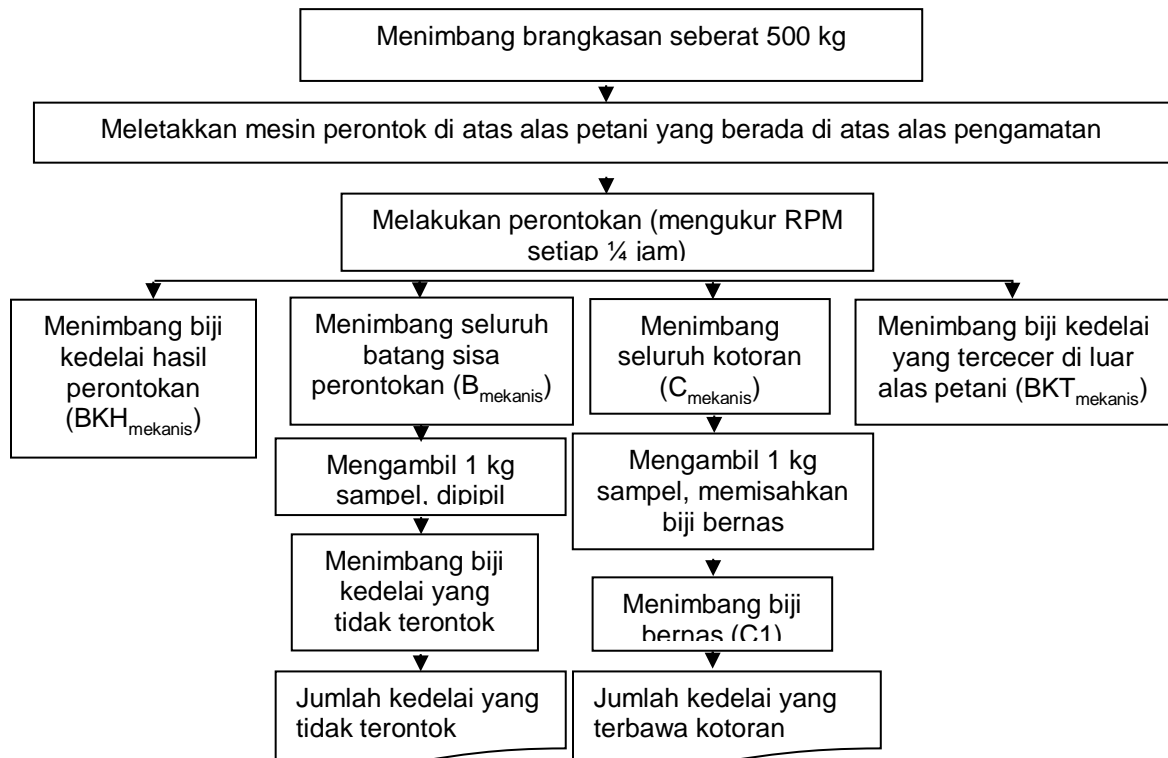 Menimbang brangkasan seberat 500 kg
Meletakkan mesin perontok di atas alas petani yang berada di atas alas pengamatan
Melakukan perontokan (mengukur RPM
setiap ¼ jam)
Menimbang biji
kedelai hasil
perontokan
(BKHmekanis)
Menimbang seluruh
batang sisa
perontokan (Bmekanis)
Menimbang
seluruh kotoran
(Cmekanis)
Menimbang biji kedelai
yang tercecer di luar
alas petani (BKTmekanis)
Mengambil 1 kg
sampel, dipipil
Mengambil 1 kg
sampel, memisahkan
biji bernas
Menimbang biji
kedelai yang
tidak terontok
Menimbang biji
bernas (C1)
Jumlah kedelai yang
tidak terontok
Jumlah kedelai yang
terbawa kotoran